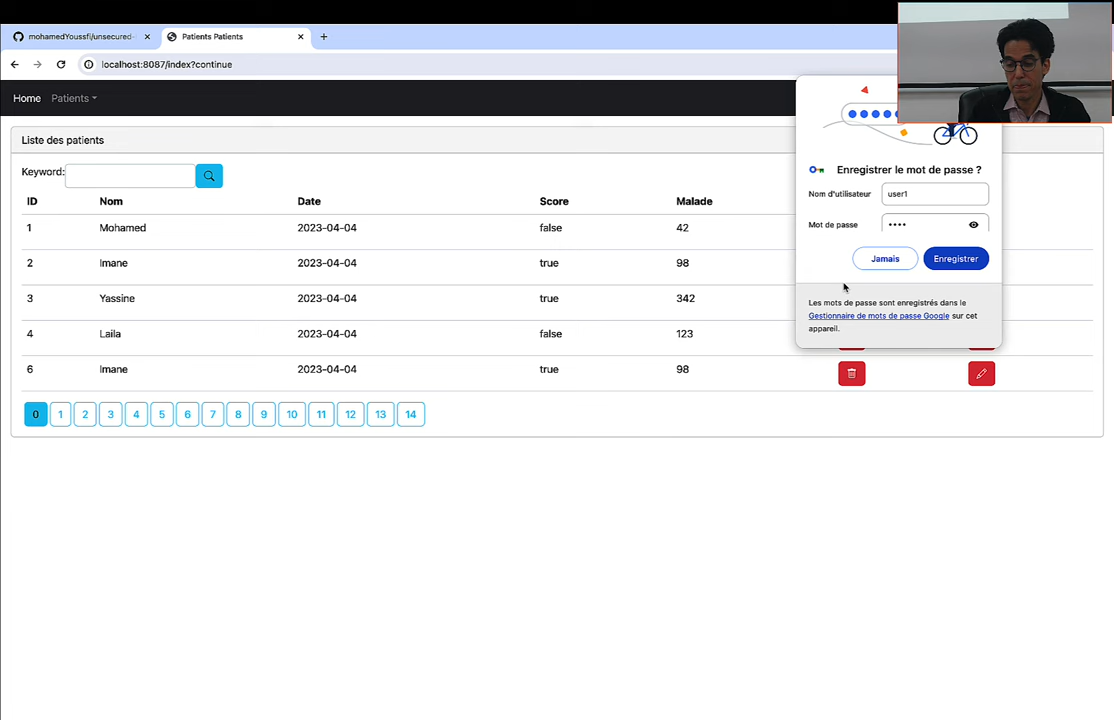 mohamedYoussfi/unsecured-
Patients Patients
localhost:8087/index?continue
Home Patients
Liste des patients
Keyword:
ID Nom Date Score Malade
1 Mohamed 2023-04-04 false 42
2 Imane 2023-04-04 true 98
3 Yassine 2023-04-04 true 342
4 Laila 2023-04-04 false 123
6 Imane 2023-04-04 true 98
0 1 2 3 4 5 6 7 8 9 10 11 12 13 14
Enregistrer le mot de passe ?
Nom d'utilisateur user1
Mot de passe ••••
Jamais Enregistrer
Les mots de passe sont enregistrés dans le
Gestionnaire de mots de passe Google sur cet
appareil.